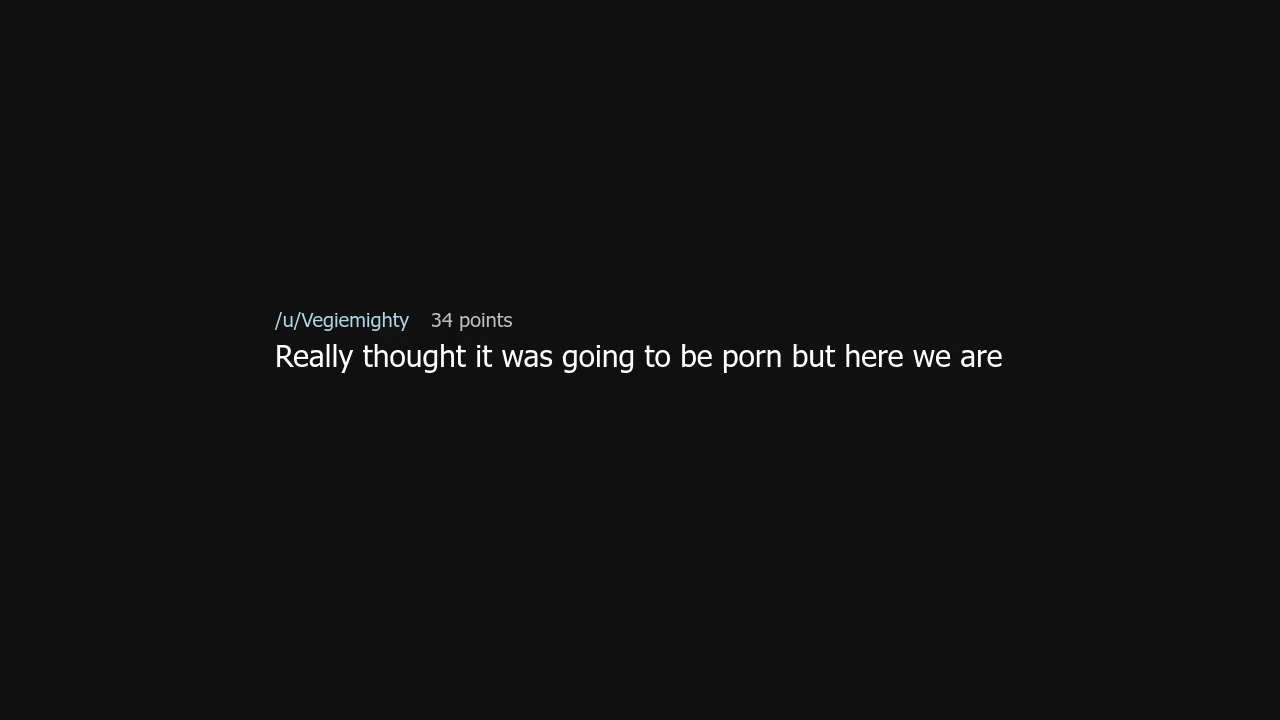 /u/Vegiemighty 34 points
Really thought it was going to be porn but here we are